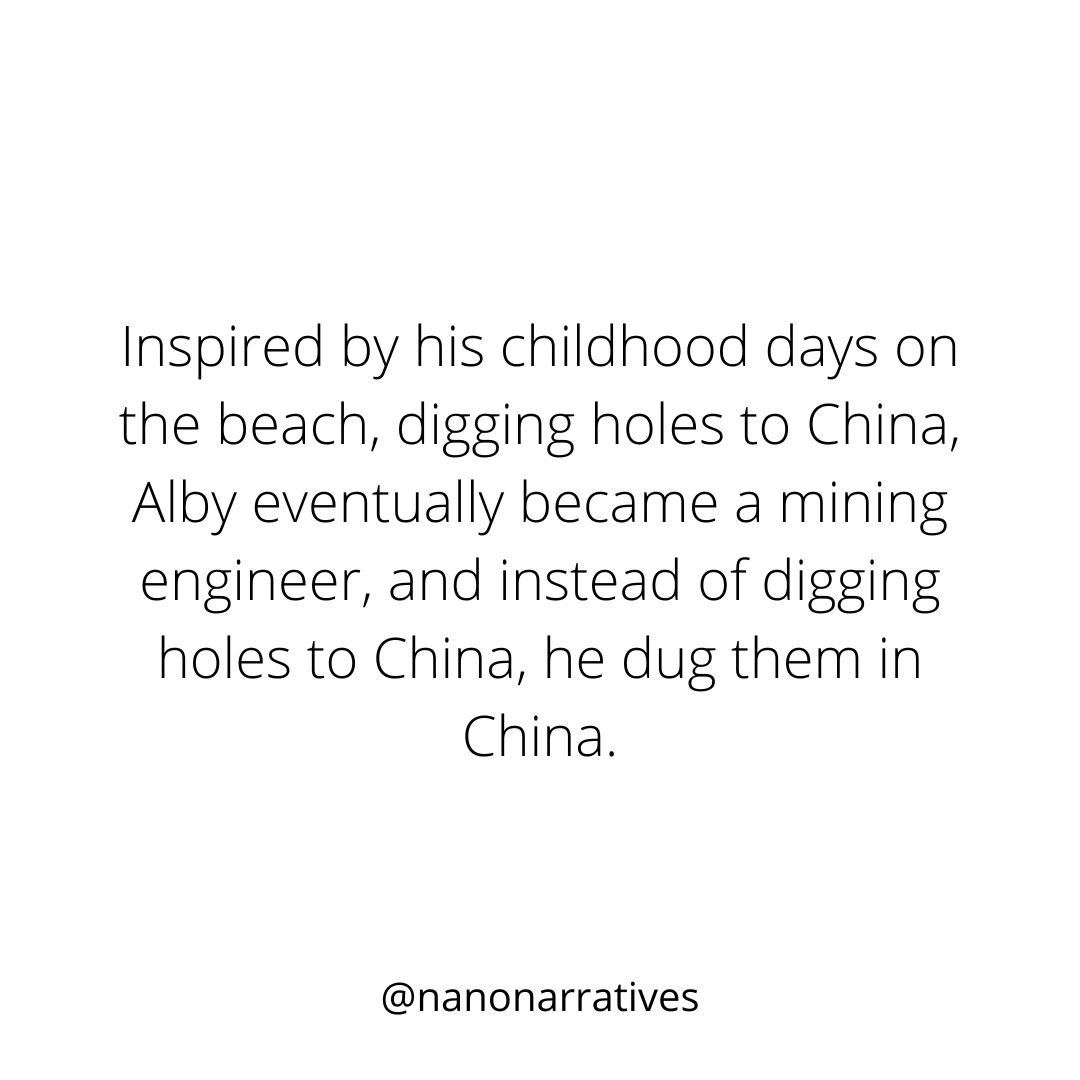 Inspired by his childhood days on
the beach, digging holes to China,
Alby eventually became a mining
engineer, and instead of digging
holes to China, he dug them in
China.
@nanonarratives